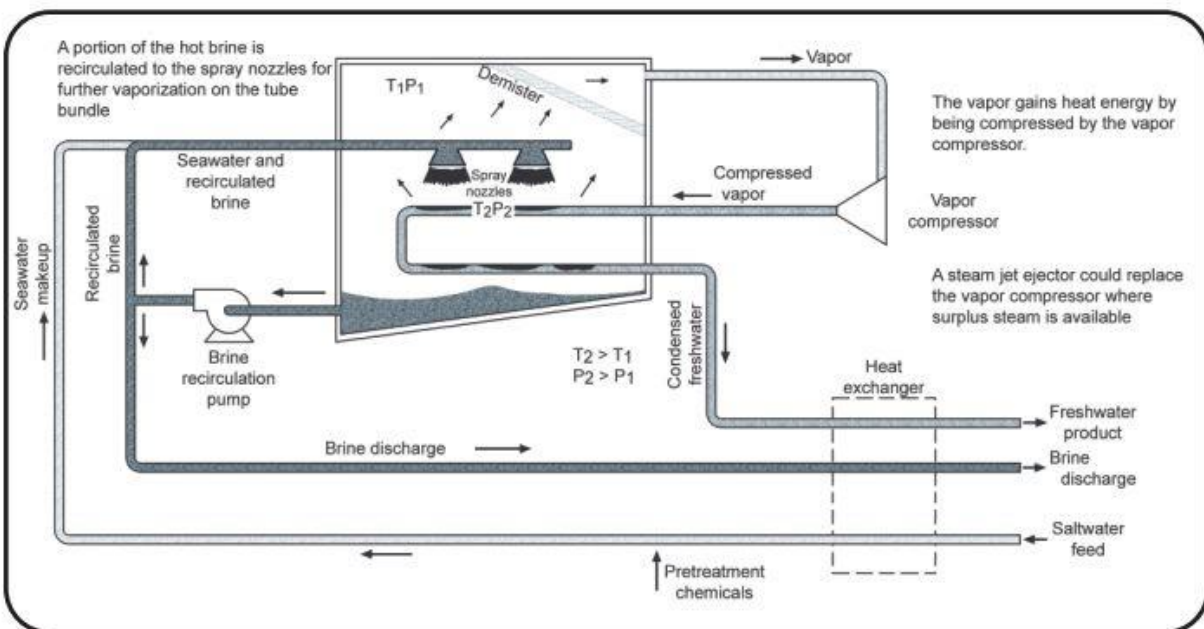 A portion of the hot brine is
recirculated to the spray nozzles for
further vaporization on the tube
bundle
T1P1
Demister
Vapor
The vapor gains heat energy by
being compressed by the vapor
compressor.
Seawater and
recirculated
brine
Spray
nozzles
T2P2
Compressed
vapor
Vapor
compressor
Seawater
makeup
Recirculated
brine
A steam jet ejector could replace
the vapor compressor where
surplus steam is available
Brine
recirculation
pump
T2 > T1
P2 > P1
Condensed
freshwater
Heat
exchanger
Freshwater
product
Brine discharge
Brine
discharge
Saltwater
feed
Pretreatment
chemicals